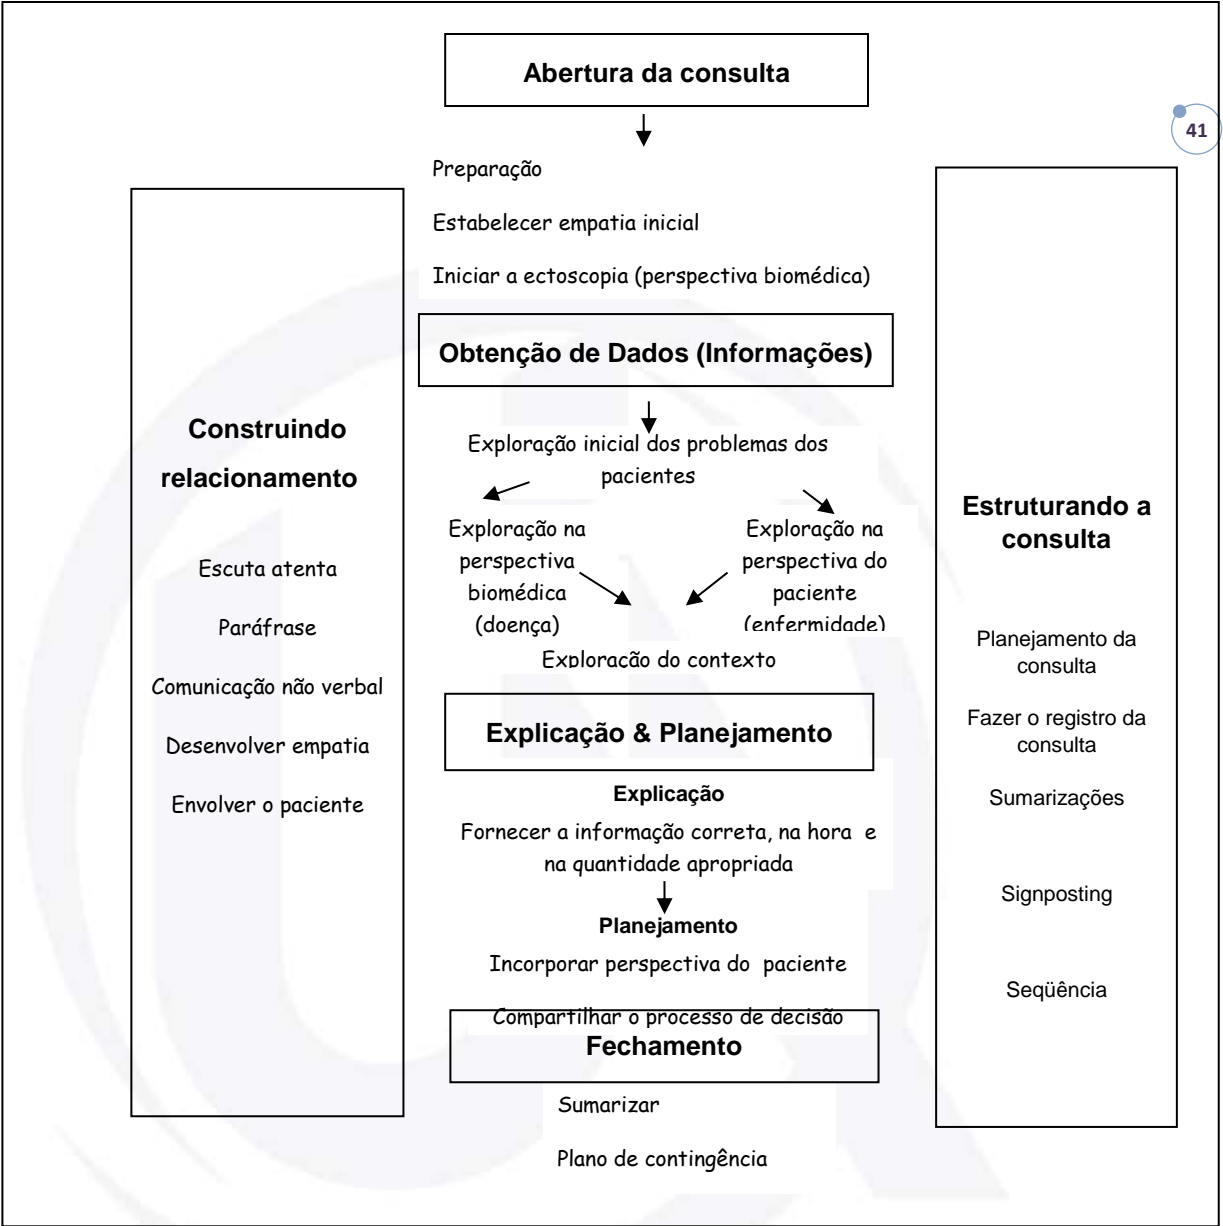 Abertura da consulta
41
Preparação
Estabelecer empatia inicial
Iniciar a ectoscopia (perspectiva biomédica)
Obtenção de Dados (Informações)
Exploração inicial dos problemas dos
pacientes
Exploração na
perspectiva
biomédica
(doença)
Exploração na
perspectiva do
paciente
(enfermidade)
Exploração do contexto
Explicação & Planejamento
Explicação
Fornecer a informação correta, na hora e
na quantidade apropriada
Planejamento
Incorporar perspectiva do paciente
Compartilhar o processo de decisão
Fechamento
Sumarizar
Plano de contingência
Construindo
relacionamento
Escuta atenta
Paráfrase
Comunicação não verbal
Desenvolver empatia
Envolver o paciente
Estruturando a
consulta
Planejamento da
consulta
Fazer o registro da
consulta
Sumarizações
Signposting
Seqüência